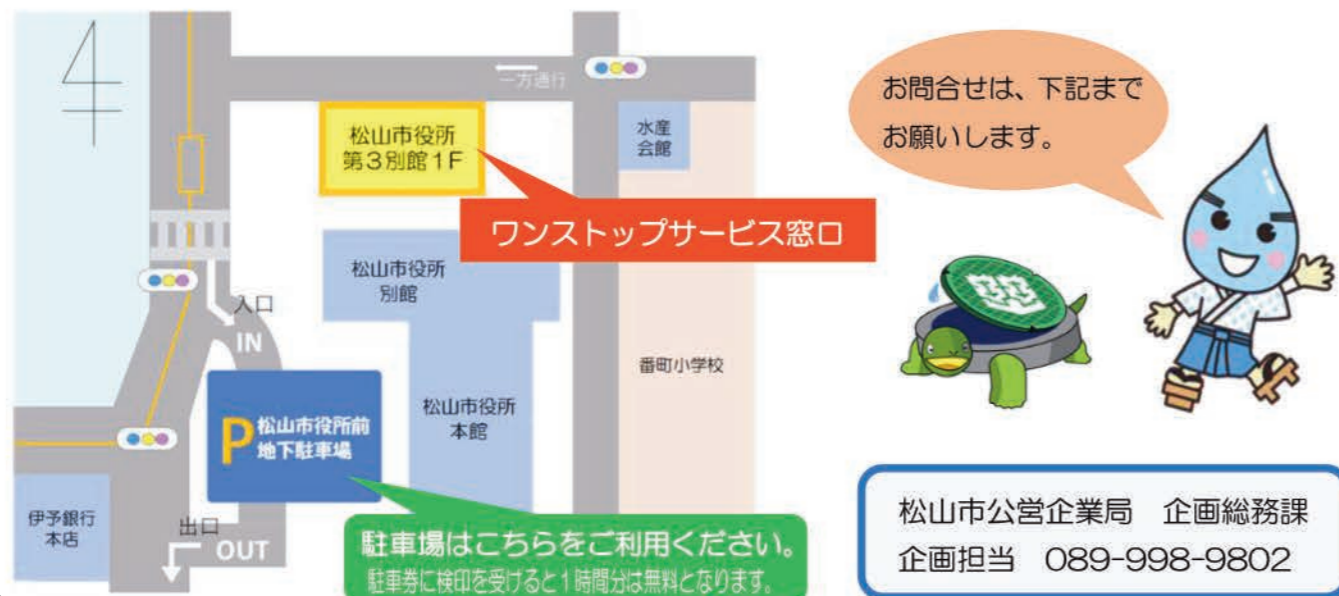 一方通行
松山市役所
第3別館1F
水産
会館
ワンストップサービス窓口
松山市役所
別館
入口
IN
番町小学校
P
松山市役所前
地下駐車場
松山市役所
本館
伊予銀行
本店
出口
OUT
駐車場はこちらをご利用ください。
駐車券に検印を受けると1時間分は無料となります。
お問合せは、下記まで
お願いします。
松山市公営企業局 企画総務課
企画担当 089-998-9802